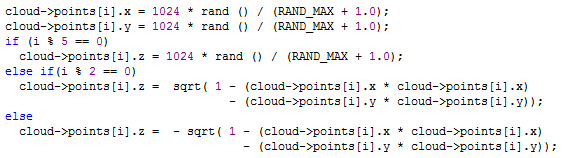 cloud->points[i].x = 1024 * rand () / (RAND_MAX + 1.0);
cloud->points[i].y = 1024 * rand () / (RAND_MAX + 1.0);
if (i % 5 == 0)
  cloud->points[i].z = 1024 * rand () / (RAND_MAX + 1.0);
else if(i % 2 == 0)
  cloud->points[i].z =  sqrt( 1 - (cloud->points[i].x * cloud->points[i].x)
                                - (cloud->points[i].y * cloud->points[i].y));
else
  cloud->points[i].z =  - sqrt( 1 - (cloud->points[i].x * cloud->points[i].x)
                                  - (cloud->points[i].y * cloud->points[i].y));